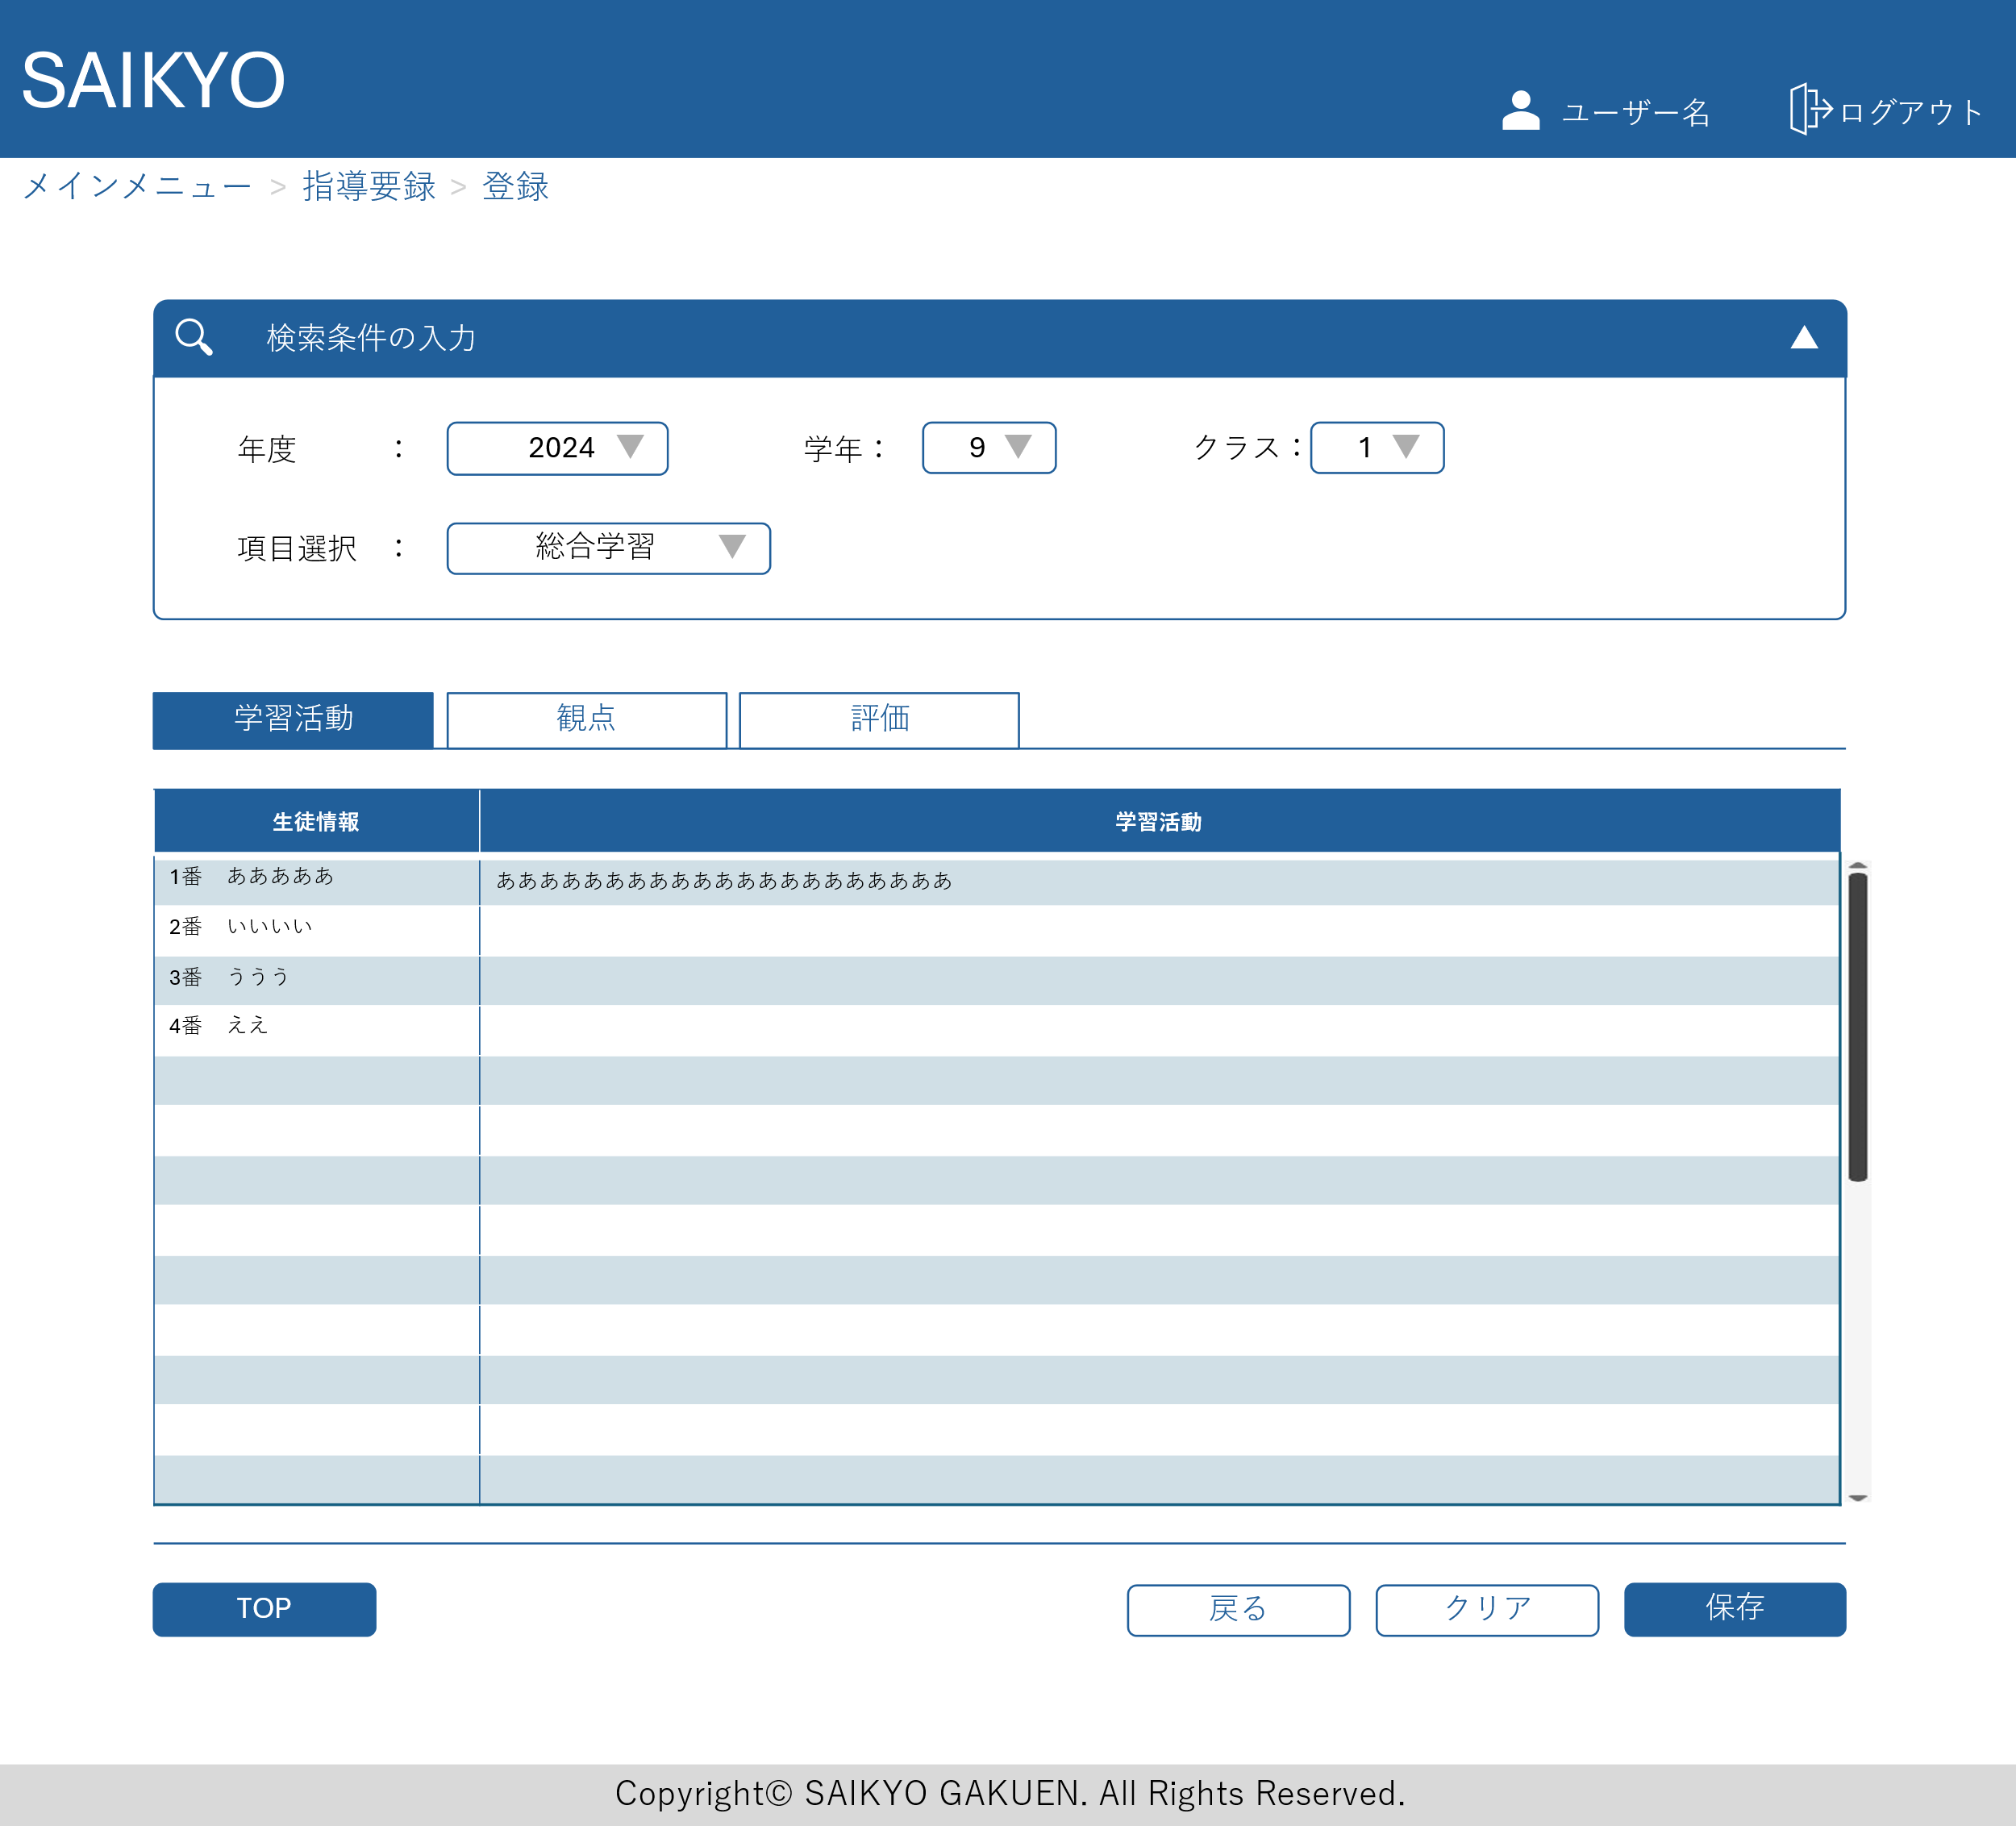 SAIKYO
ユーザー名 ログアウト
メインメニュー > 指導要録 > 登録
検索条件の入力 ▲
年度 : 2024 ▼ 学年： 9 ▼ クラス： 1 ▼
項目選択 : 総合学習 ▼
学習活動 観点 評価
生徒情報 学習活動
1番 あああああ あああああああああああああああああああああ
2番 いいいい
3番 ううう
4番 ええ
TOP 戻る クリア 保存
Copyright© SAIKYO GAKUEN. All Rights Reserved.